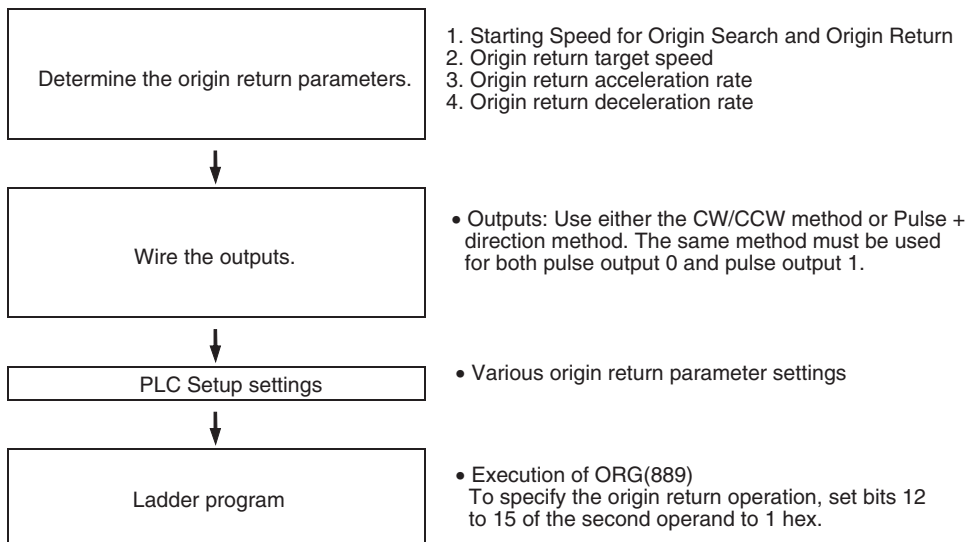 Determine the origin return parameters.
1. Starting Speed for Origin Search and Origin Return
2. Origin return target speed
3. Origin return acceleration rate
4. Origin return deceleration rate
Wire the outputs.
• Outputs: Use either the CW/CCW method or Pulse +
direction method. The same method must be used
for both pulse output 0 and pulse output 1.
PLC Setup settings
• Various origin return parameter settings
Ladder program
• Execution of ORG(889)
To specify the origin return operation, set bits 12
to 15 of the second operand to 1 hex.